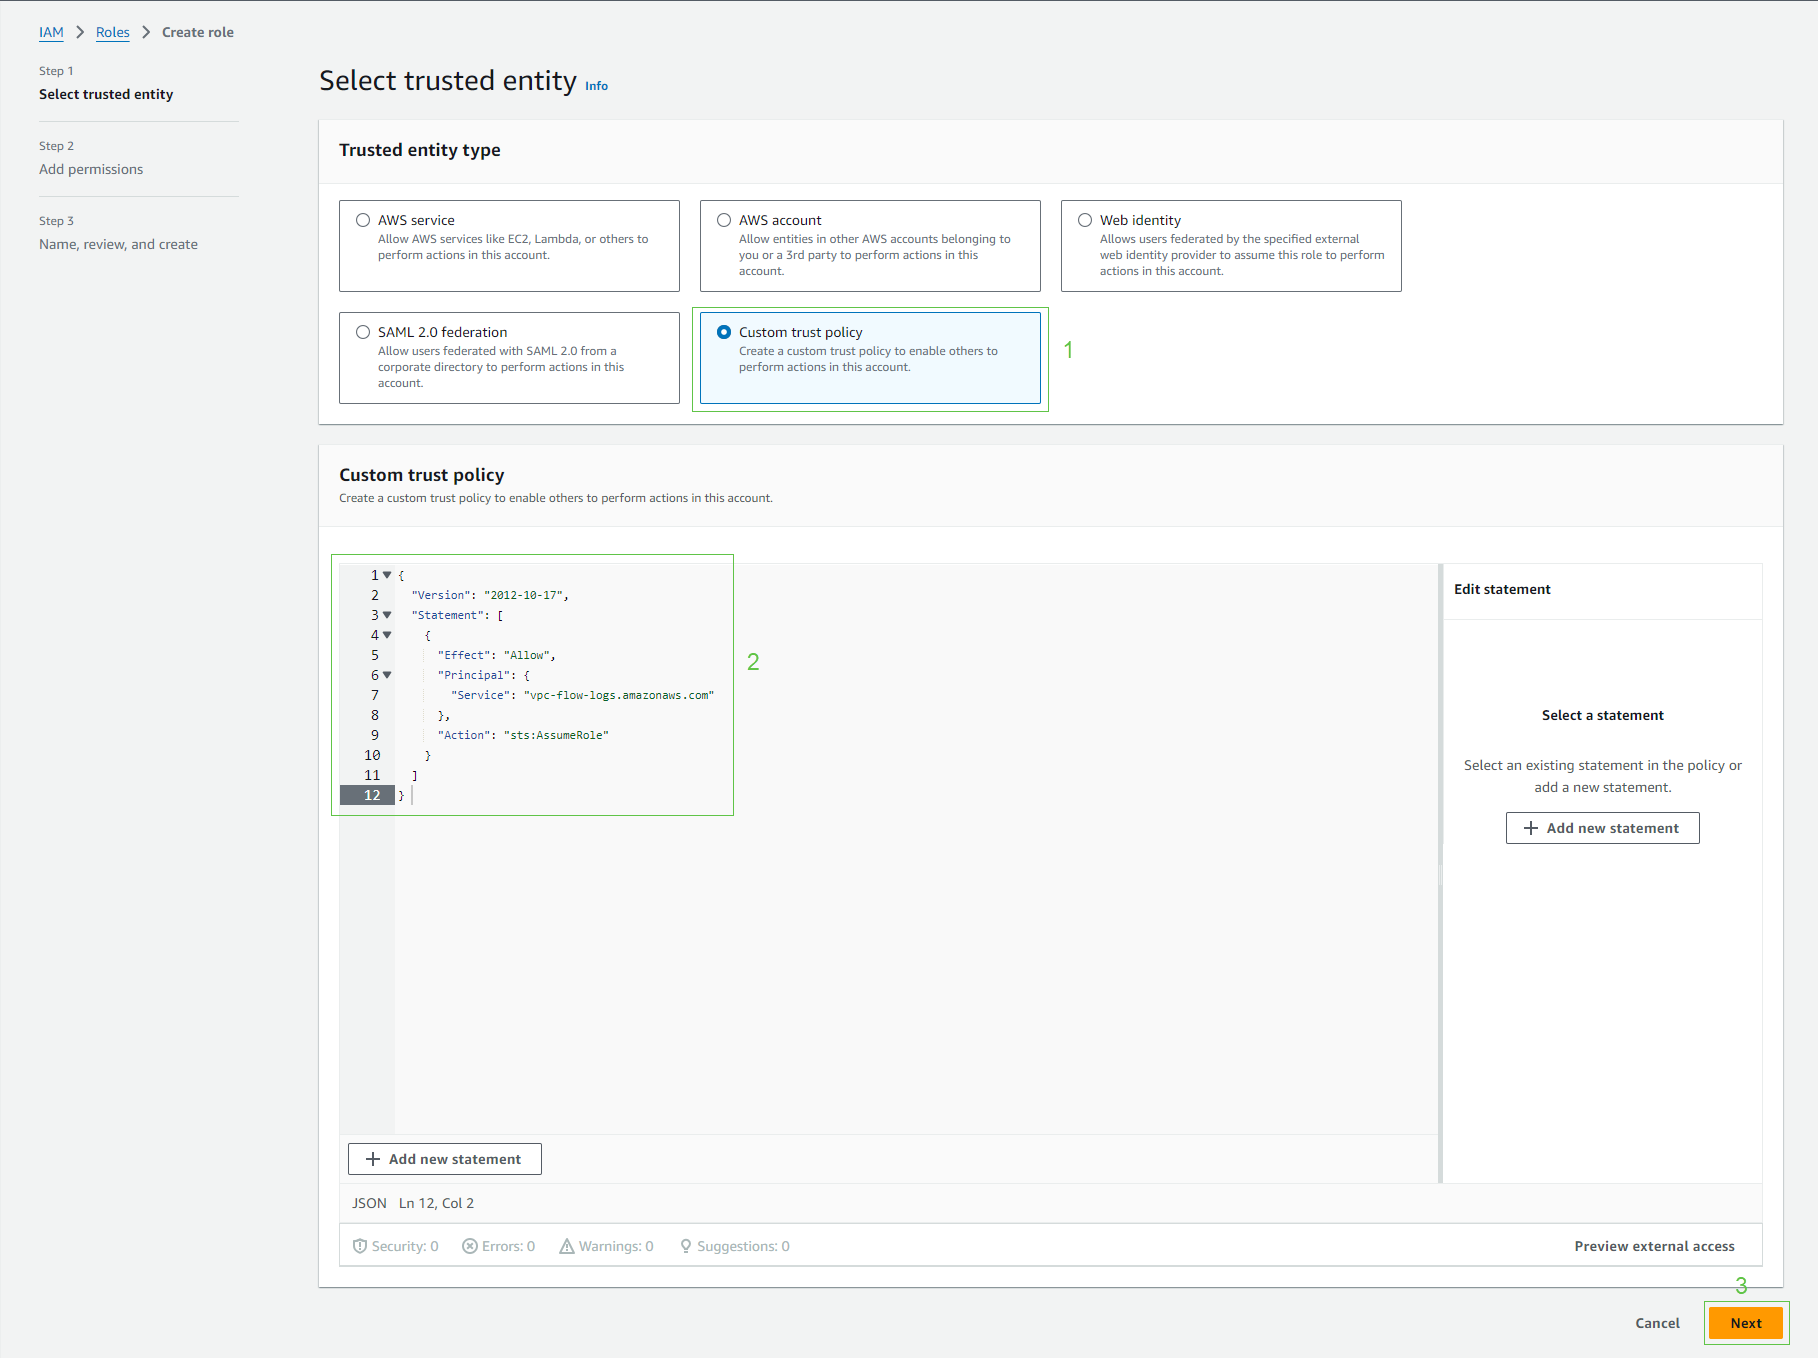 IAM > Roles > Create role
Step 1
Select trusted entity
Step 2
Add permissions
Step 3
Name, review, and create
Select trusted entity Info
Trusted entity type
AWS service
Allow AWS services like EC2, Lambda, or others to
perform actions in this account.
AWS account
Allow entities in other AWS accounts belonging to
you or a 3rd party to perform actions in this
account.
Web identity
Allows users federated by the specified external
web identity provider to assume this role to perform
actions in this account.
SAML 2.0 federation
Allow users federated with SAML 2.0 from a
corporate directory to perform actions in this
account.
Custom trust policy
Create a custom trust policy to enable others to
perform actions in this account.
1
Custom trust policy
Create a custom trust policy to enable others to perform actions in this account.
1 {
2 "Version": "2012-10-17",
3 "Statement": [
4 {
5 "Effect": "Allow",
6 "Principal": {
7 "Service": "vpc-flow-logs.amazonaws.com"
8 },
9 "Action": "sts:AssumeRole"
10 }
11 ]
12 }
2
Edit statement
Select a statement
Select an existing statement in the policy or
add a new statement.
+ Add new statement
+ Add new statement
JSON Ln 12, Col 2
Security: 0 Errors: 0 Warnings: 0 Suggestions: 0
Preview external access
3
Cancel Next